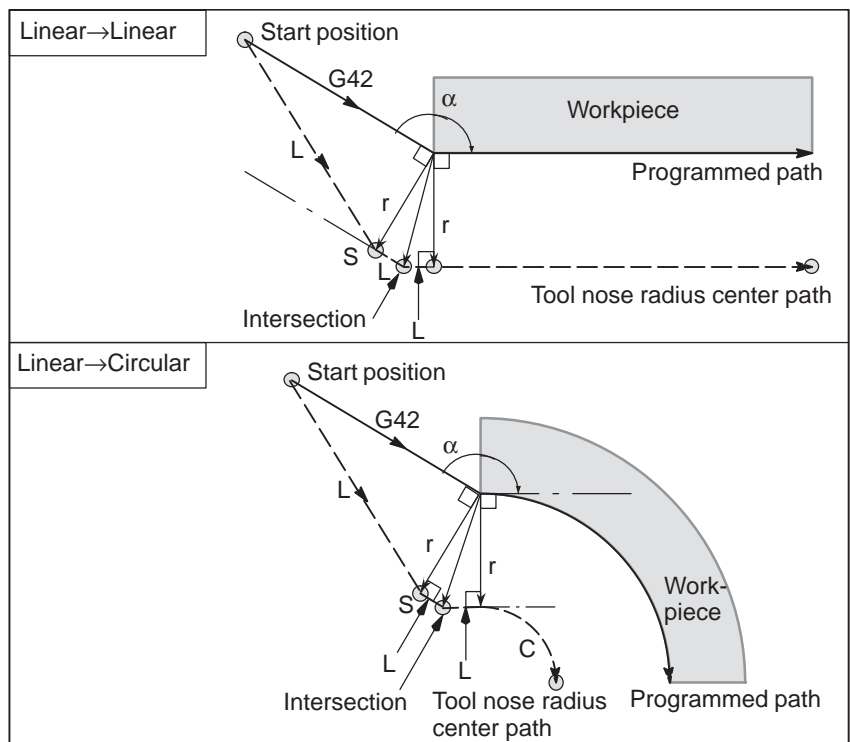 Linear→Linear
Start position
G42
α
Workpiece
L
Programmed path
r
r
S
L
Tool nose radius center path
Intersection
L
Linear→Circular
Start position
G42
α
L
r
r
Work-
piece
S
L
L
C
Intersection
Tool nose radius
center path
Programmed path